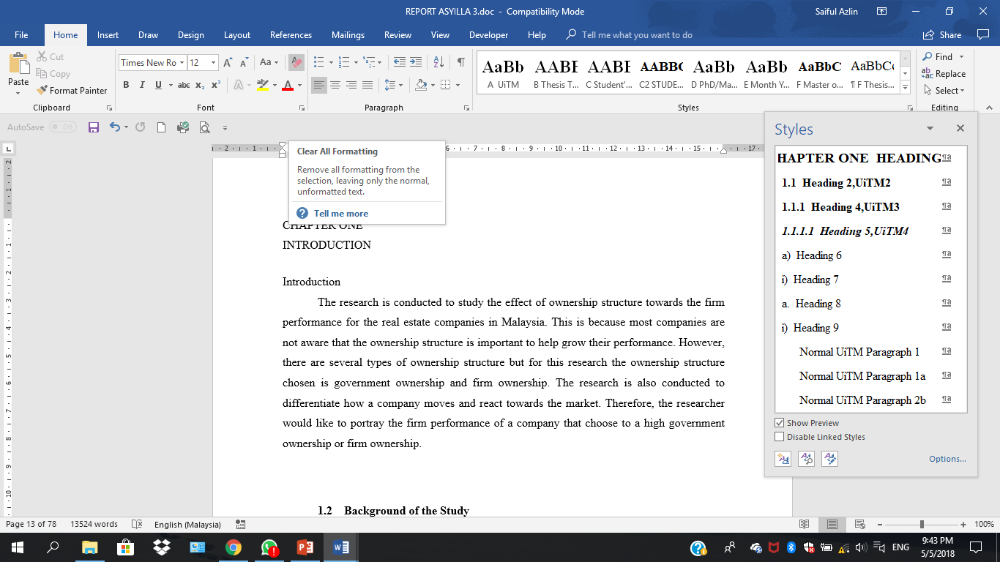 REPORT ASYILLA 3.doc - Compatibility Mode
Saiful Azlin
File Home Insert Draw Design Layout References Mailings Review View Developer Help Tell me what you want to do Share
Paste
Cut
Copy
Format Painter
Clipboard
Times New Ro 12
Font
Paragraph
AaBb AABE AABE AABBC AaBb AaBb AaBbC AaBbC
A UiTM B Thesis T... C Student'... C2 STUDE... D PhD/Ma... E Month Y... F Master o... ¶ F Thesis...
Styles
Find
Replace
Select
Editing
AutoSave Off
2 1 6 7 8 9 10 11 12 13 14 15 17
Clear All Formatting
Remove all formatting from the
selection, leaving only the normal,
unformatted text.
Tell me more
CHAPTER ONE
INTRODUCTION
Introduction
The research is conducted to study the effect of ownership structure towards the firm
performance for the real estate companies in Malaysia. This is because most companies are
not aware that the ownership structure is important to help grow their performance. However,
there are several types of ownership structure but for this research the ownership structure
chosen is government ownership and firm ownership. The research is also conducted to
differentiate how a company moves and react towards the market. Therefore, the researcher
would like to portray the firm performance of a company that choose to a high government
ownership or firm ownership.
1.2 Background of the Study
Styles
HAPTER ONE HEADING
1.1 Heading 2,UiTM2
1.1.1 Heading 4,UiTM3
1.1.1.1 Heading 5,UiTM4
a) Heading 6
i) Heading 7
a. Heading 8
i) Heading 9
Normal UiTM Paragraph 1
Normal UiTM Paragraph 1a
Normal UiTM Paragraph 2b
Show Preview
Disable Linked Styles
Options...
Page 13 of 78 13524 words English (Malaysia) 100%
ENG
9:43 PM
5/5/2018